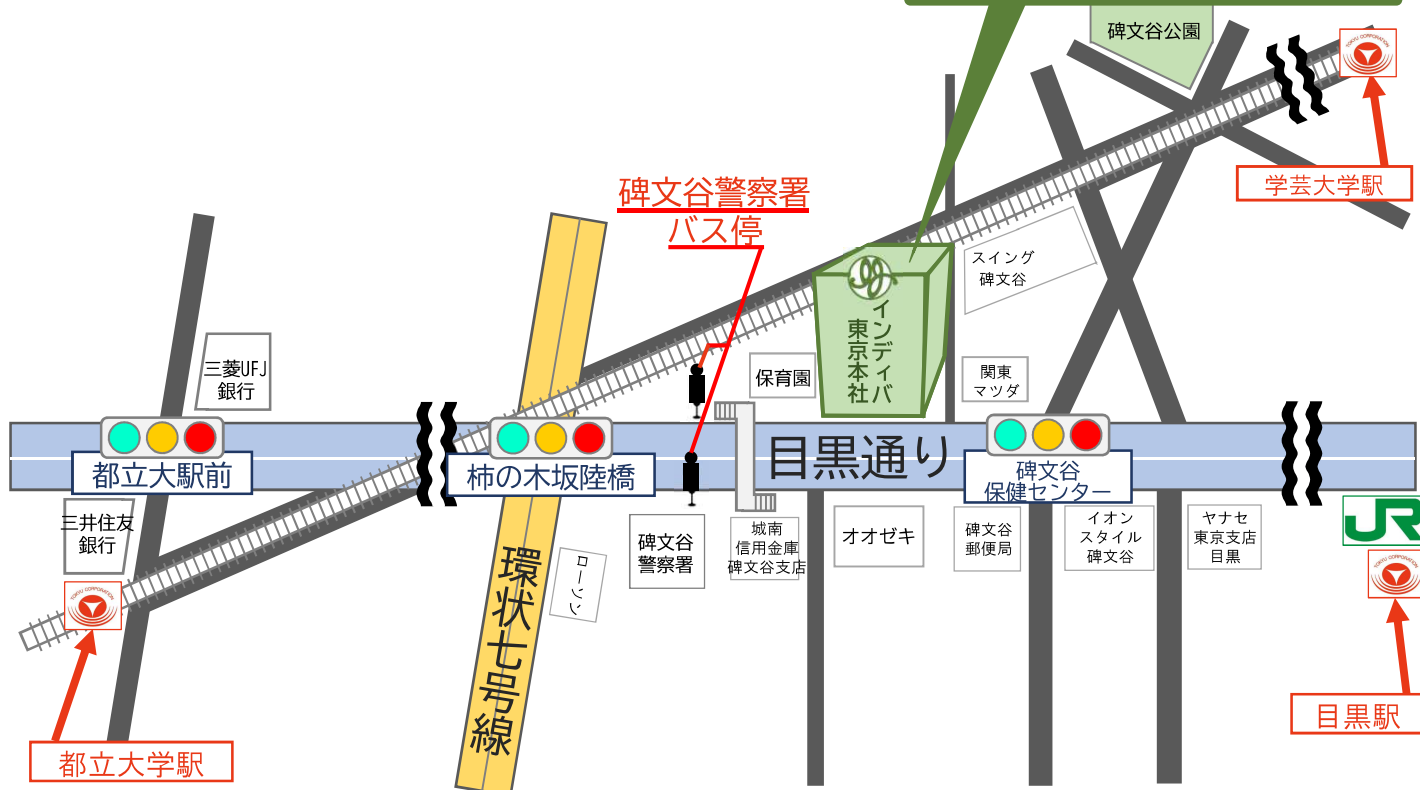 碑文谷公園
TOKYU CORPORATION
学芸大学駅
碑文谷警察署
バス停
スイング
碑文谷
インディバ
東京本社
三菱UFJ
銀行
保育園
関東
マツダ
都立大駅前
柿の木坂陸橋
目黒通り
碑文谷
保健センター
三井住友
銀行
環状七号線
ローソン
碑文谷
警察署
城南
信用金庫
碑文谷支店
オオゼキ
碑文谷
郵便局
イオン
スタイル
碑文谷
ヤナセ
東京支店
目黒
JR
TOKYU CORPORATION
TOKYU CORPORATION
目黒駅
都立大学駅